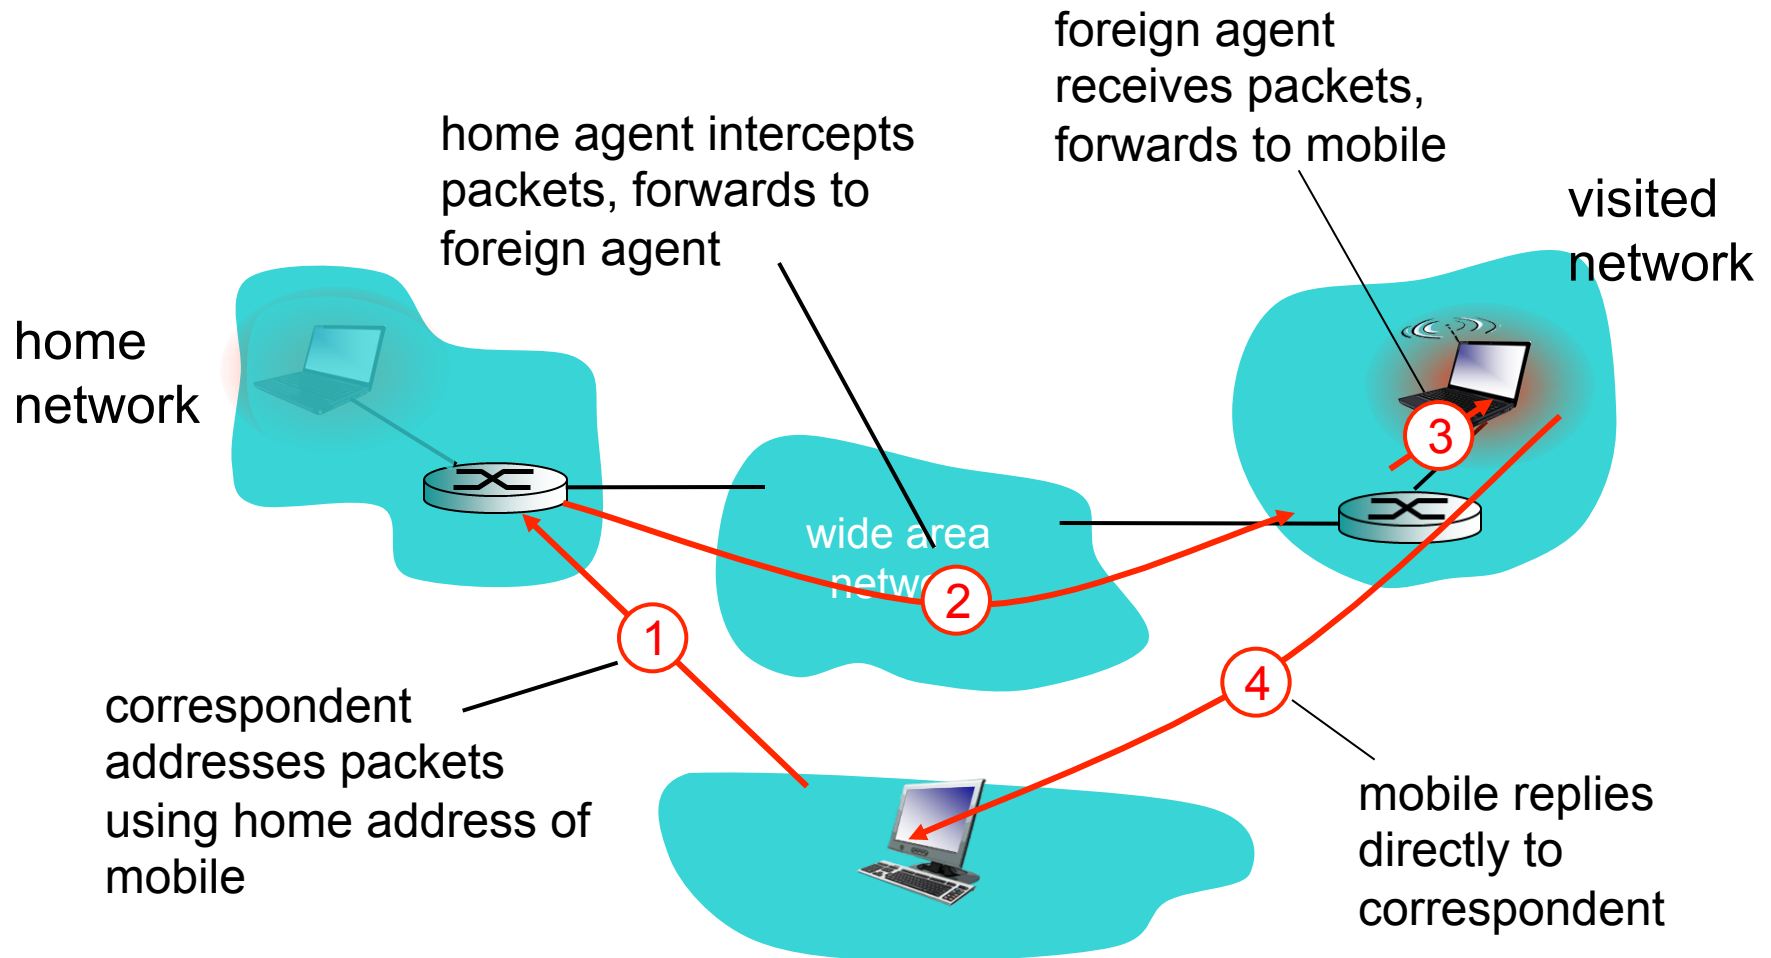 foreign agent
receives packets,
forwards to mobile
home agent intercepts
packets, forwards to
foreign agent
visited
network
home
network
3
wide area
network
2
1
4
correspondent
addresses packets
using home address of
mobile
mobile replies
directly to
correspondent